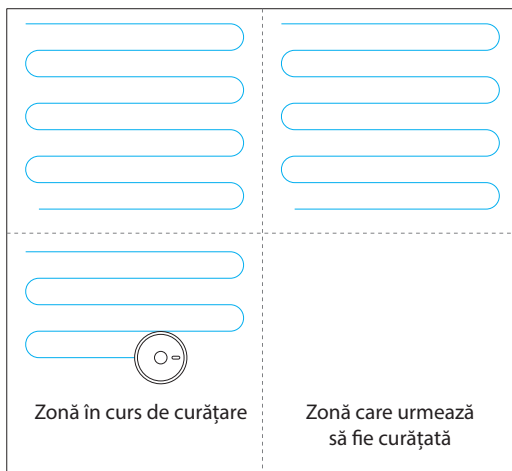 Zonă în curs de curățare
Zonă care urmează
să fie curățată